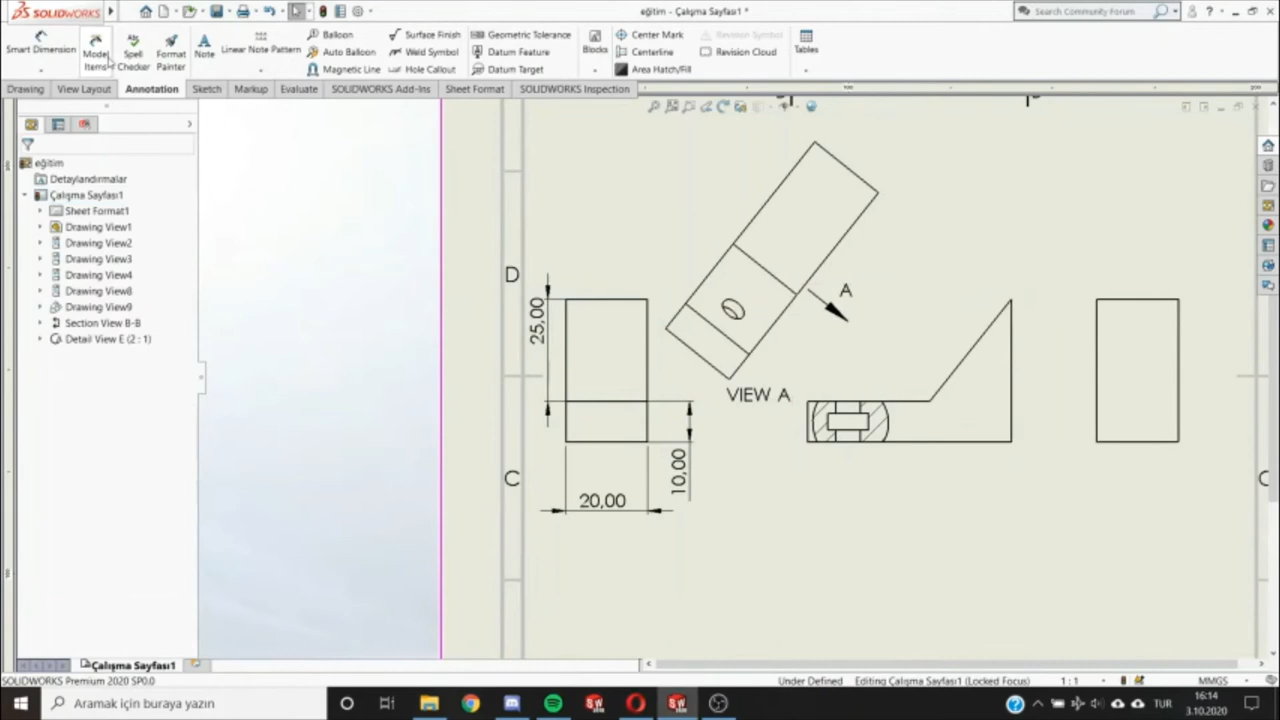 SOLIDWORKS
eğitim - Çalışma Sayfası1 *
Search Community Forum
?
Smart Dimension
Model Items
Spell Checker
Format Painter
Note
Linear Note Pattern
Balloon
Auto Balloon
Magnetic Line
Surface Finish
Weld Symbol
Hole Callout
Geometric Tolerance
Datum Feature
Datum Target
Blocks
Center Mark
Centerline
Area Hatch/Fill
Revision Symbol
Revision Cloud
Tables
Drawing
View Layout
Annotation
Sketch
Markup
Evaluate
SOLIDWORKS Add-Ins
Sheet Format
SOLIDWORKS Inspection
100
200
eğitim
Detaylandırmalar
Çalışma Sayfası1
Sheet Format1
Drawing View1
Drawing View2
Drawing View3
Drawing View4
Drawing View8
Drawing View9
Section View B-B
Detail View E (2 : 1)
D
C
A
25,00
VIEW A
10,00
20,00
Çalışma Sayfası1
SOLIDWORKS Premium 2020 SP0.0
Under Defined
Editing Çalışma Sayfası1 (Locked Focus)
1 : 1
MMGS
Aramak için buraya yazın
TUR
16:14
3.10.2020